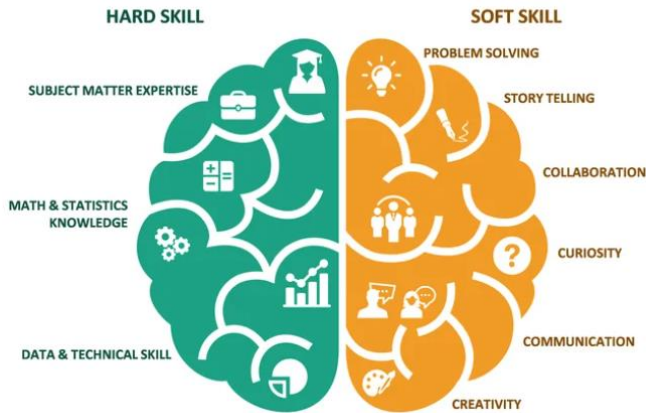 HARD SKILL
SUBJECT MATTER EXPERTISE
MATH & STATISTICS
KNOWLEDGE
DATA & TECHNICAL SKILL
SOFT SKILL
PROBLEM SOLVING
STORY TELLING
COLLABORATION
CURIOSITY
?
COMMUNICATION
CREATIVITY